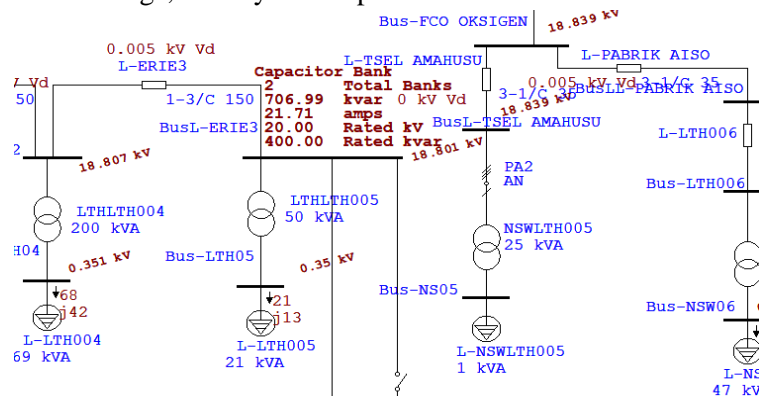 Bus-FCO OKSIGEN
18.839 kV
0.005 kV Vd
L-ERIE3
L-TSEL AMAHUSU
L-PABRIK AISO
Capacitor Bank
2 Total Banks
706.99 kvar
21.71 amps
20.00 Rated kV
400.00 Rated kvar
0 kV Vd
0.005 kV Vd
3-1/C 35
3-1/C 35
BusLL-PABRIK AISO
kV Vd
50
1-3/C 150
BusL-ERIE3
18.839 kV
BusL-TSEL AMAHUSU
L-LTH006
2
18.807 kV
18.801 kV
PA2
AN
Bus-LTH006
LTHLTH004
200 kVA
LTHLTH005
50 kVA
NSWLTH005
25 kVA
H04
0.351 kV
Bus-LTH05
0.35 kV
Bus-NS05
Bus-NSW06
68
j42
21
j13
L-LTH004
69 kVA
L-LTH005
21 kVA
L-NSWLTH005
1 kVA
L-NS
47 kVA